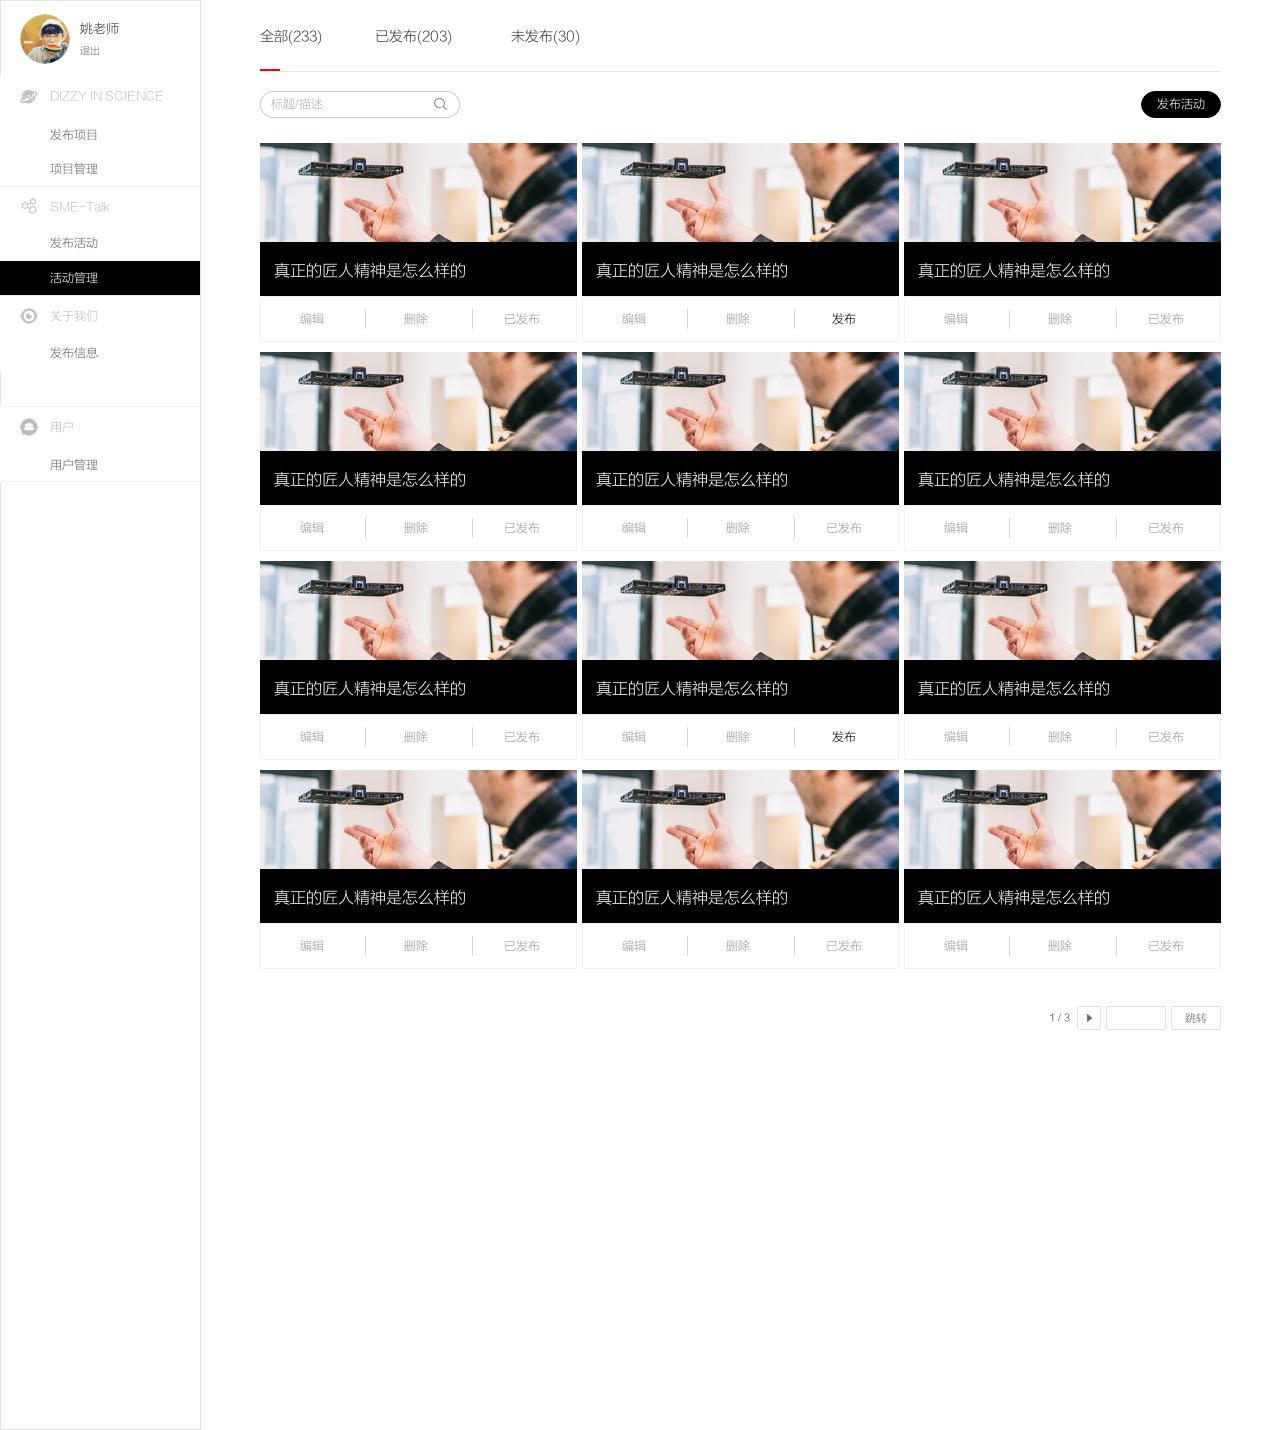 姚老师
退出
DIZZY IN SCIENCE
发布项目
项目管理
SME-Talk
发布活动
活动管理
关于我们
发布信息
用户
用户管理
全部(233) 已发布(203) 未发布(30)
标题/描述 发布活动
真正的匠人精神是怎么样的 真正的匠人精神是怎么样的 真正的匠人精神是怎么样的
编辑 删除 已发布 编辑 删除 发布 编辑 删除 已发布
真正的匠人精神是怎么样的 真正的匠人精神是怎么样的 真正的匠人精神是怎么样的
编辑 删除 已发布 编辑 删除 已发布 编辑 删除 已发布
真正的匠人精神是怎么样的 真正的匠人精神是怎么样的 真正的匠人精神是怎么样的
编辑 删除 已发布 编辑 删除 发布 编辑 删除 已发布
真正的匠人精神是怎么样的 真正的匠人精神是怎么样的 真正的匠人精神是怎么样的
编辑 删除 已发布 编辑 删除 已发布 编辑 删除 已发布
1 / 3 跳转